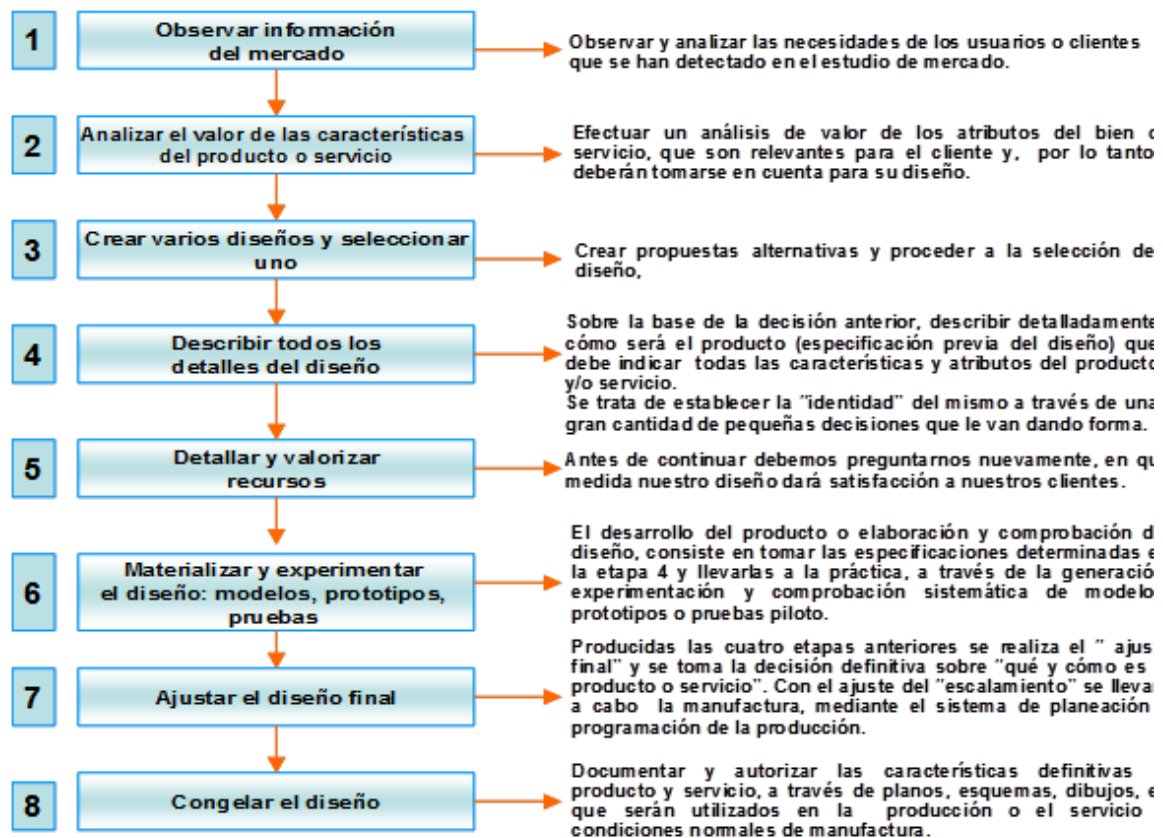 1
Observar información
del mercado
Observar y analizar las necesidades de los usuarios o clientes
que se han detectado en el estudio de mercado.
2
Analizar el valor de las características
del producto o servicio
Efectuar un análisis de valor de los atributos del bien o
servicio, que son relevantes para el cliente y, por lo tanto
deberán tomarse en cuenta para su diseño.
3
Crear varios diseños y seleccionar
uno
Crear propuestas alternativas y proceder a la selección de
diseño,
4
Describir todos los
detalles del diseño
Sobre la base de la decisión anterior, describir detalladamente
cómo será el producto (especificación previa del diseño) que
debe indicar todas las características y atributos del producto
y/o servicio.
Se trata de establecer la "identidad" del mismo a través de una
gran cantidad de pequeñas decisiones que le van dando forma.
5
Detallar y valorizar
recursos
Antes de continuar debemos preguntarnos nuevamente, en qu
medida nuestro diseño dará satisfacción a nuestros clientes.
6
Materializar y experimentar
el diseño: modelos, prototipos,
pruebas
El desarrollo del producto o elaboración y comprobación d
diseño, consiste en tomar las especificaciones determinadas e
la etapa 4 y llevarlas a la práctica, a través de la generació
experimentación y comprobación sistemática de modelo
prototipos o pruebas piloto.
7
Ajustar el diseño final
Producidas las cuatro etapas anteriores se realiza el " ajus
final" y se toma la decisión definitiva sobre "qué y cómo es
producto o servicio". Con el ajuste del "escalamiento" se lleva
a cabo la manufactura, mediante el sistema de planeación
programación de la producción.
8
Congelar el diseño
Documentar y autorizar las características definitivas
producto y servicio, a través de planos, esquemas, dibujos, e
que serán utilizados en la producción o el servicio
condiciones normales de manufactura.